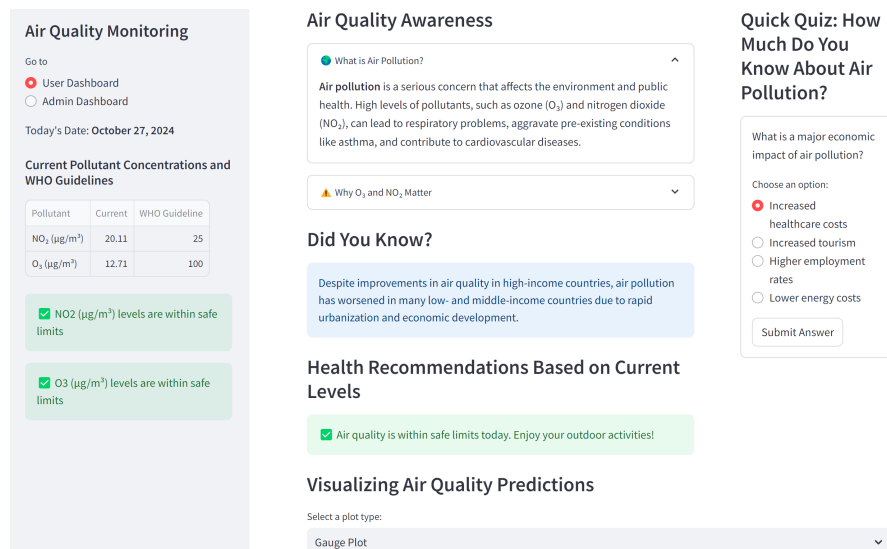 Air Quality Monitoring
Go to
User Dashboard
Admin Dashboard
Today's Date: October 27, 2024
Current Pollutant Concentrations and
WHO Guidelines
Pollutant Current WHO Guideline
NO₂ (µg/m³) 20.11 25
O₃ (µg/m³) 12.71 100
✅ NO2 (µg/m³) levels are within safe
limits
✅ O3 (µg/m³) levels are within safe
limits
Air Quality Awareness
🌍 What is Air Pollution?
Air pollution is a serious concern that affects the environment and public
health. High levels of pollutants, such as ozone (O₃) and nitrogen dioxide
(NO₂), can lead to respiratory problems, aggravate pre-existing conditions
like asthma, and contribute to cardiovascular diseases.
⚠️ Why O₃ and NO₂ Matter
Did You Know?
Despite improvements in air quality in high-income countries, air pollution
has worsened in many low- and middle-income countries due to rapid
urbanization and economic development.
Health Recommendations Based on Current
Levels
✅ Air quality is within safe limits today. Enjoy your outdoor activities!
Visualizing Air Quality Predictions
Select a plot type:
Gauge Plot
Quick Quiz: How
Much Do You
Know About Air
Pollution?
What is a major economic
impact of air pollution?
Choose an option:
Increased
healthcare costs
Increased tourism
Higher employment
rates
Lower energy costs
Submit Answer